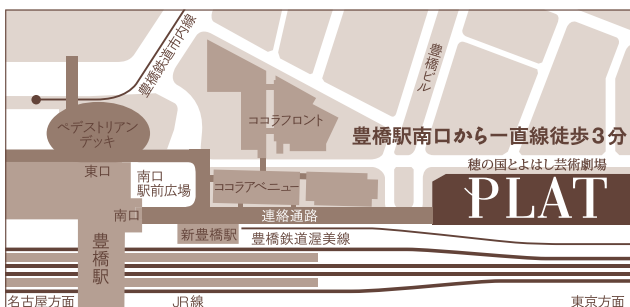 豊橋鉄道市内線
豊橋ビル
ペデストリアン
デッキ
ココラフロント
豊橋駅南口から一直線徒歩3分
穂の国とよはし芸術劇場
PLAT
東口
南口
駅前広場
ココラアベニュー
南口
連絡通路
新豊橋駅
豊橋鉄道渥美線
豊橋駅
名古屋方面
JR線
東京方面